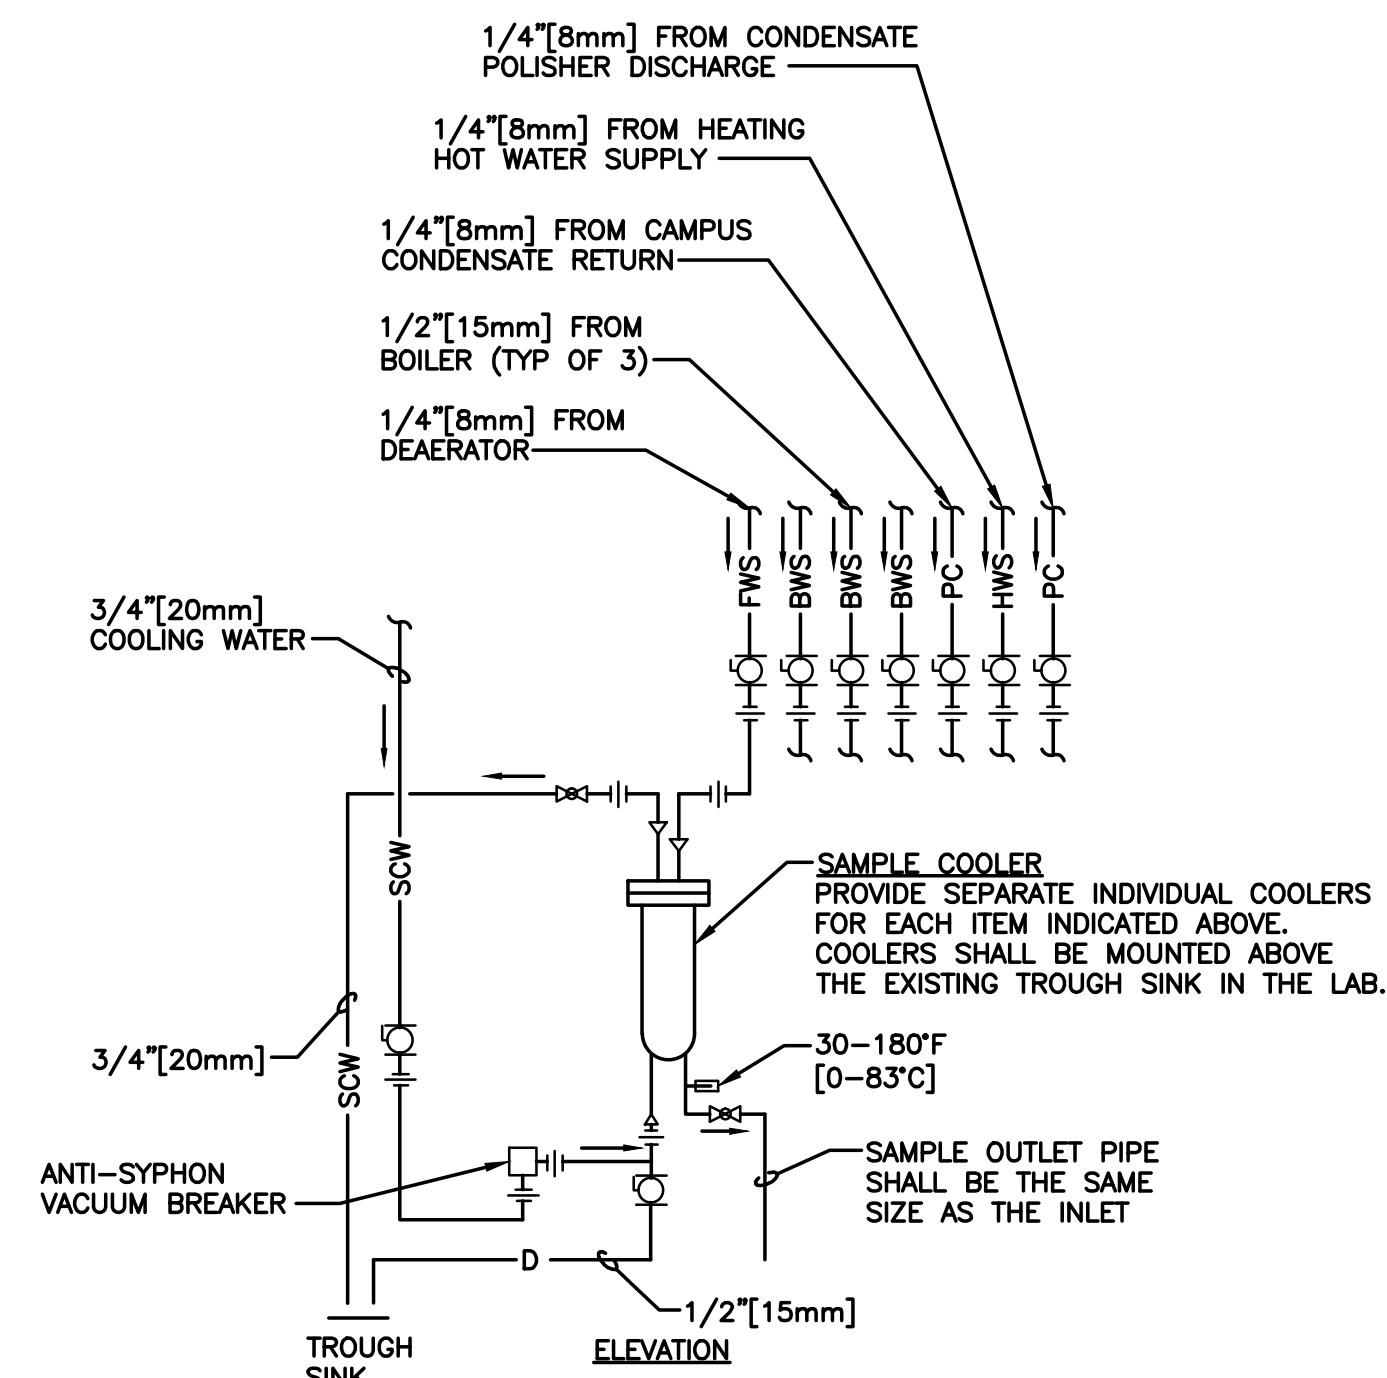 1/4"[8mm] FROM CONDENSATE
POLISHER DISCHARGE
1/4"[8mm] FROM HEATING
HOT WATER SUPPLY
1/4"[8mm] FROM CAMPUS
CONDENSATE RETURN
1/2"[15mm] FROM
BOILER (TYP OF 3)
1/4"[8mm] FROM
DEAERATOR
FWS
BWS
BWS
BWS
PC
HWS
PC
3/4"[20mm]
COOLING WATER
SCW
SAMPLE COOLER
PROVIDE SEPARATE INDIVIDUAL COOLERS
FOR EACH ITEM INDICATED ABOVE.
COOLERS SHALL BE MOUNTED ABOVE
THE EXISTING TROUGH SINK IN THE LAB.
3/4"[20mm]
SCW
30-180°F
[0-83°C]
ANTI-SYPHON
VACUUM BREAKER
SAMPLE OUTLET PIPE
SHALL BE THE SAME
SIZE AS THE INLET
D
1/2"[15mm]
TROUGH
SINK
ELEVATION